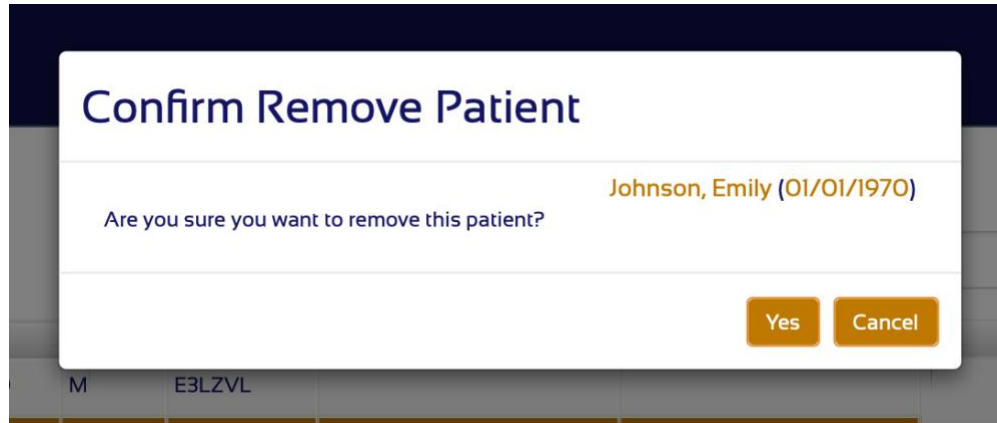 Confirm Remove Patient
Johnson, Emily (01/01/1970)
Are you sure you want to remove this patient?
Yes Cancel
M E3LZVL